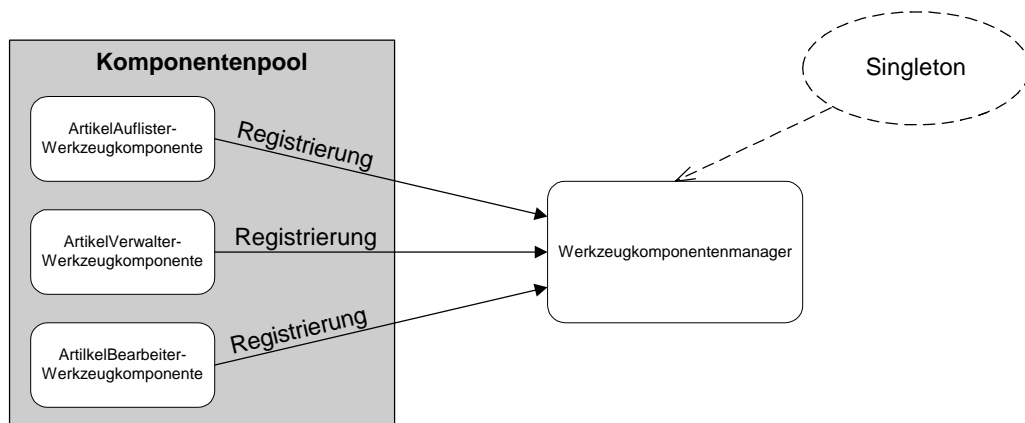 Komponentenpool
Singleton
ArtikelAuflister-
Werkzeugkomponente
Registrierung
ArtikelVerwalter-
Werkzeugkomponente
Registrierung
Werkzeugkomponentenmanager
ArtilkelBearbeiter-
Werkzeugkomponente
Registrierung